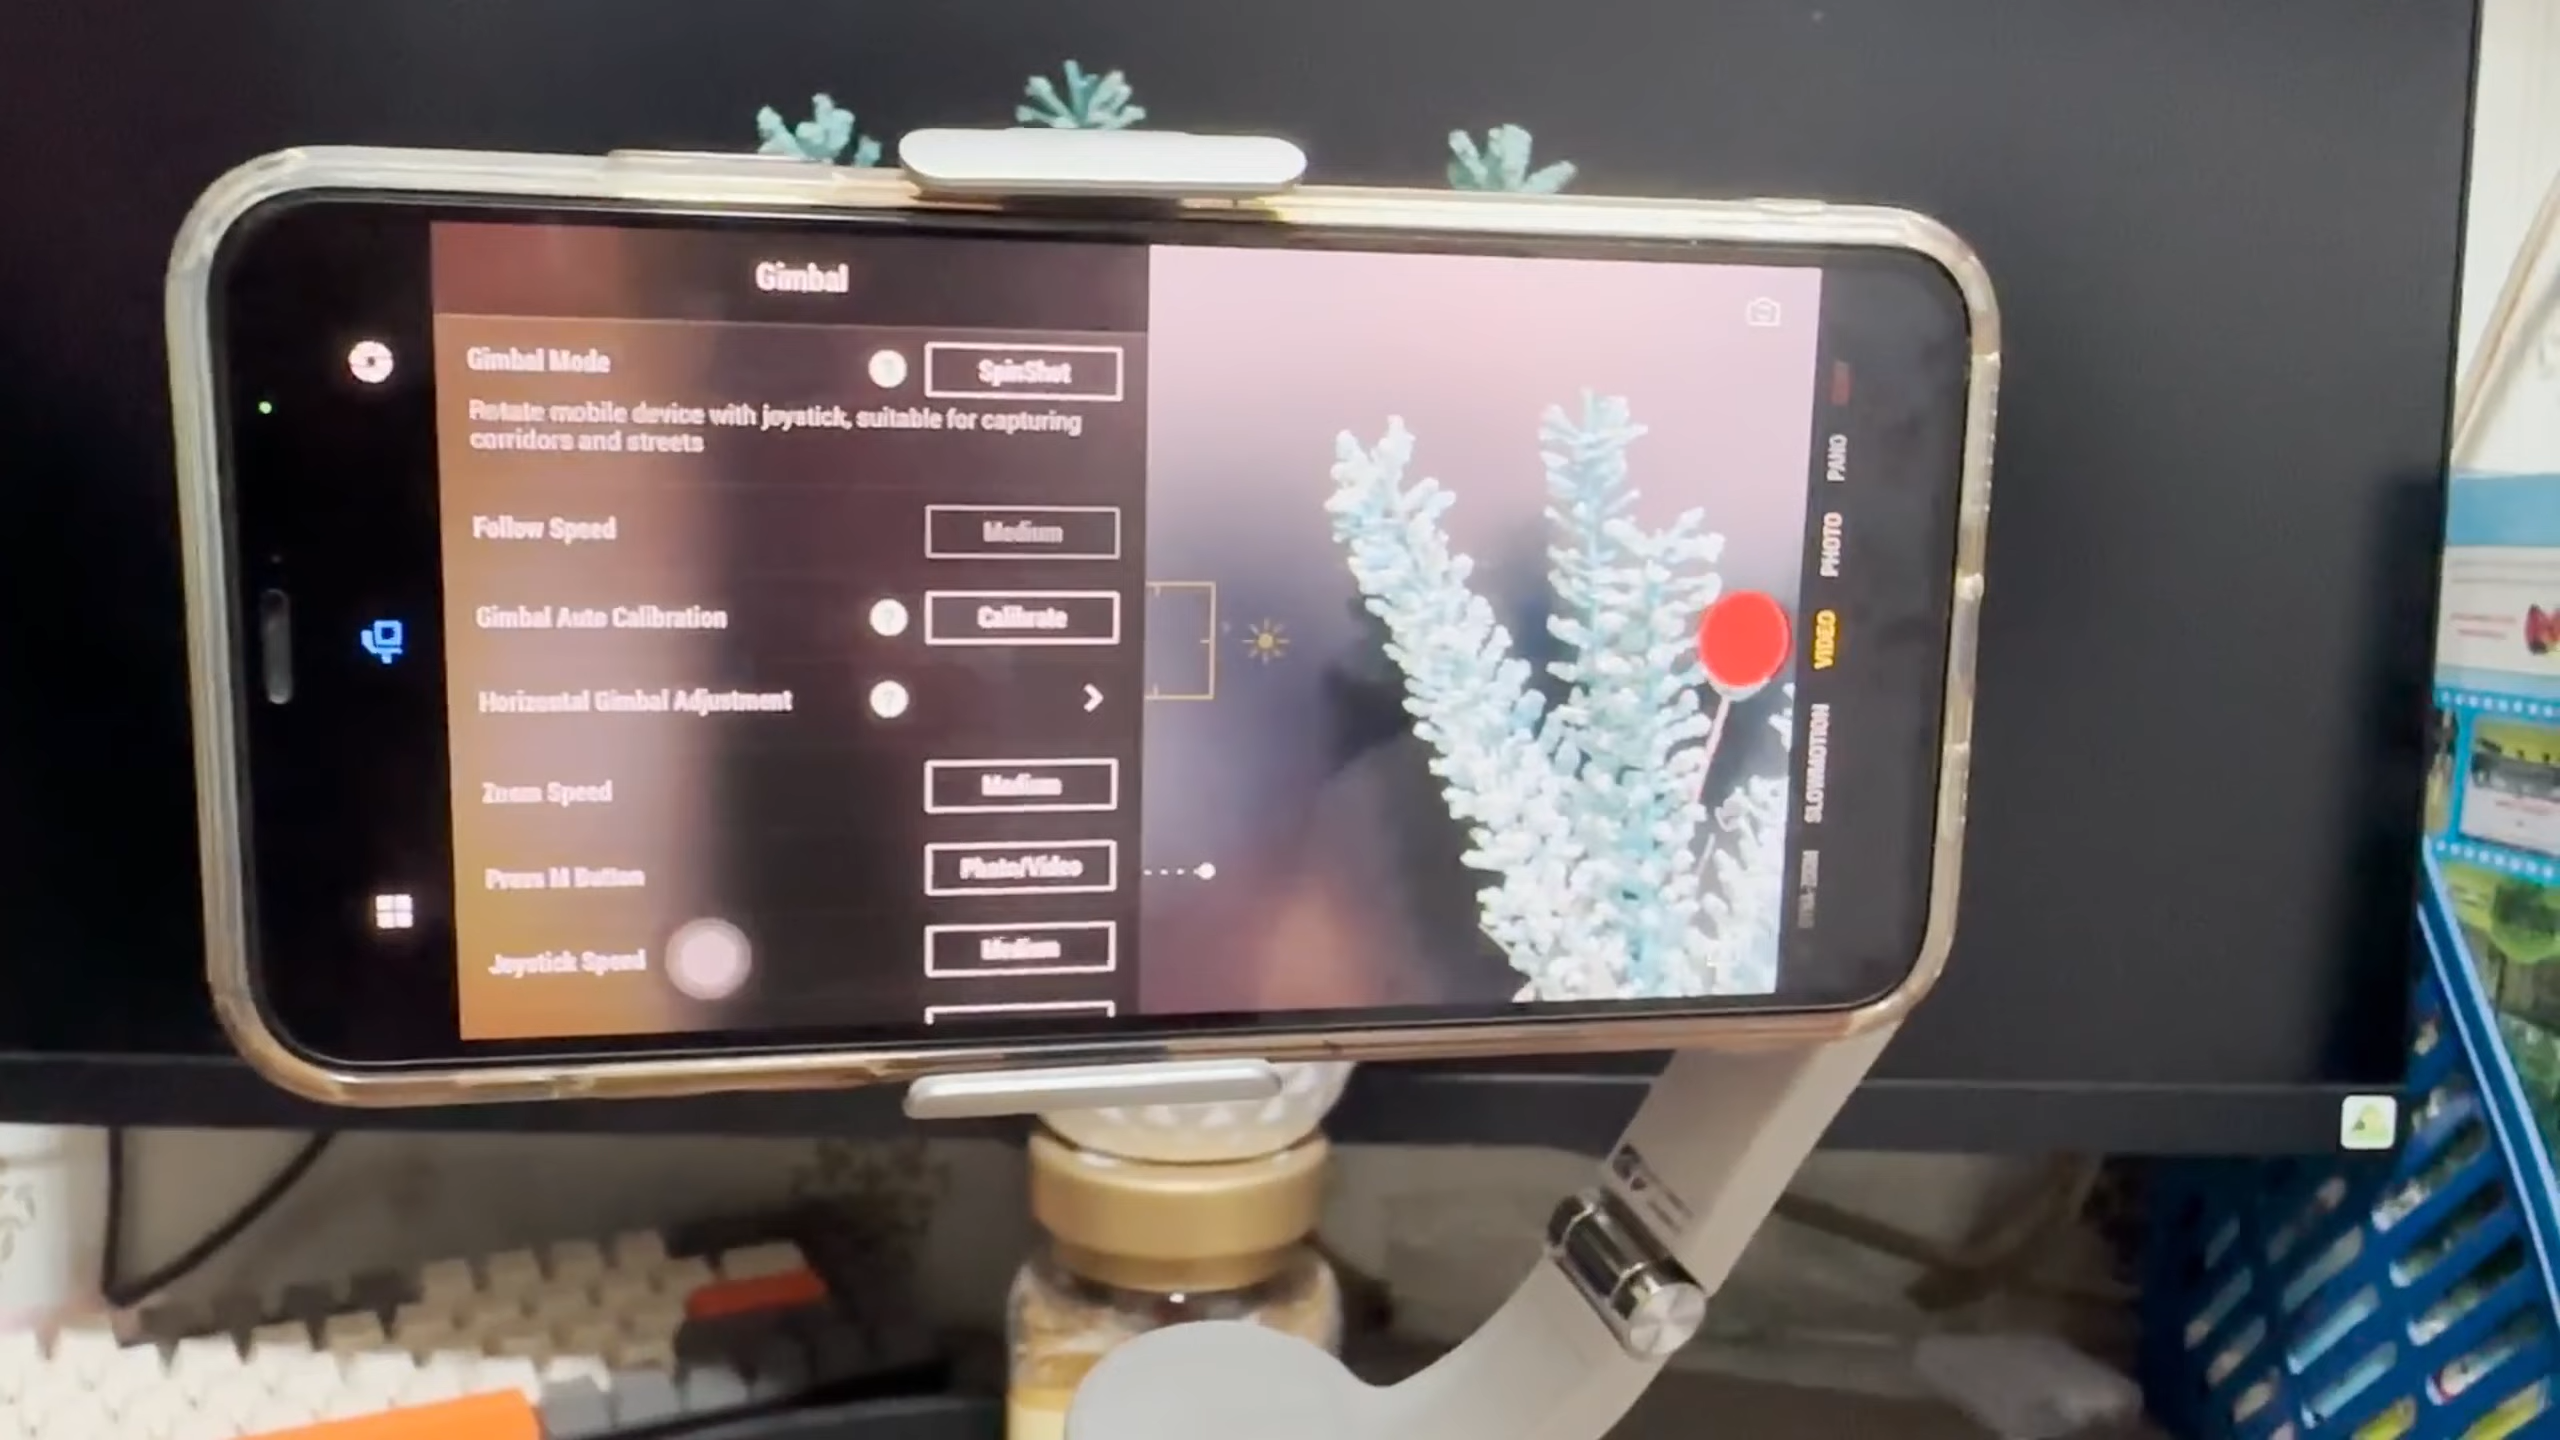 Gimbal
Gimbal Mode
SpinShot
Rotate mobile device with joystick, suitable for capturing
corridors and streets
Follow Speed
Medium
Gimbal Auto Calibration
Calibrate
Horizontal Gimbal Adjustment
Zoom Speed
Medium
Press M Button
Photo/Video
Joystick Speed
Medium
PANO
PHOTO
VIDEO
SLOWMOTION